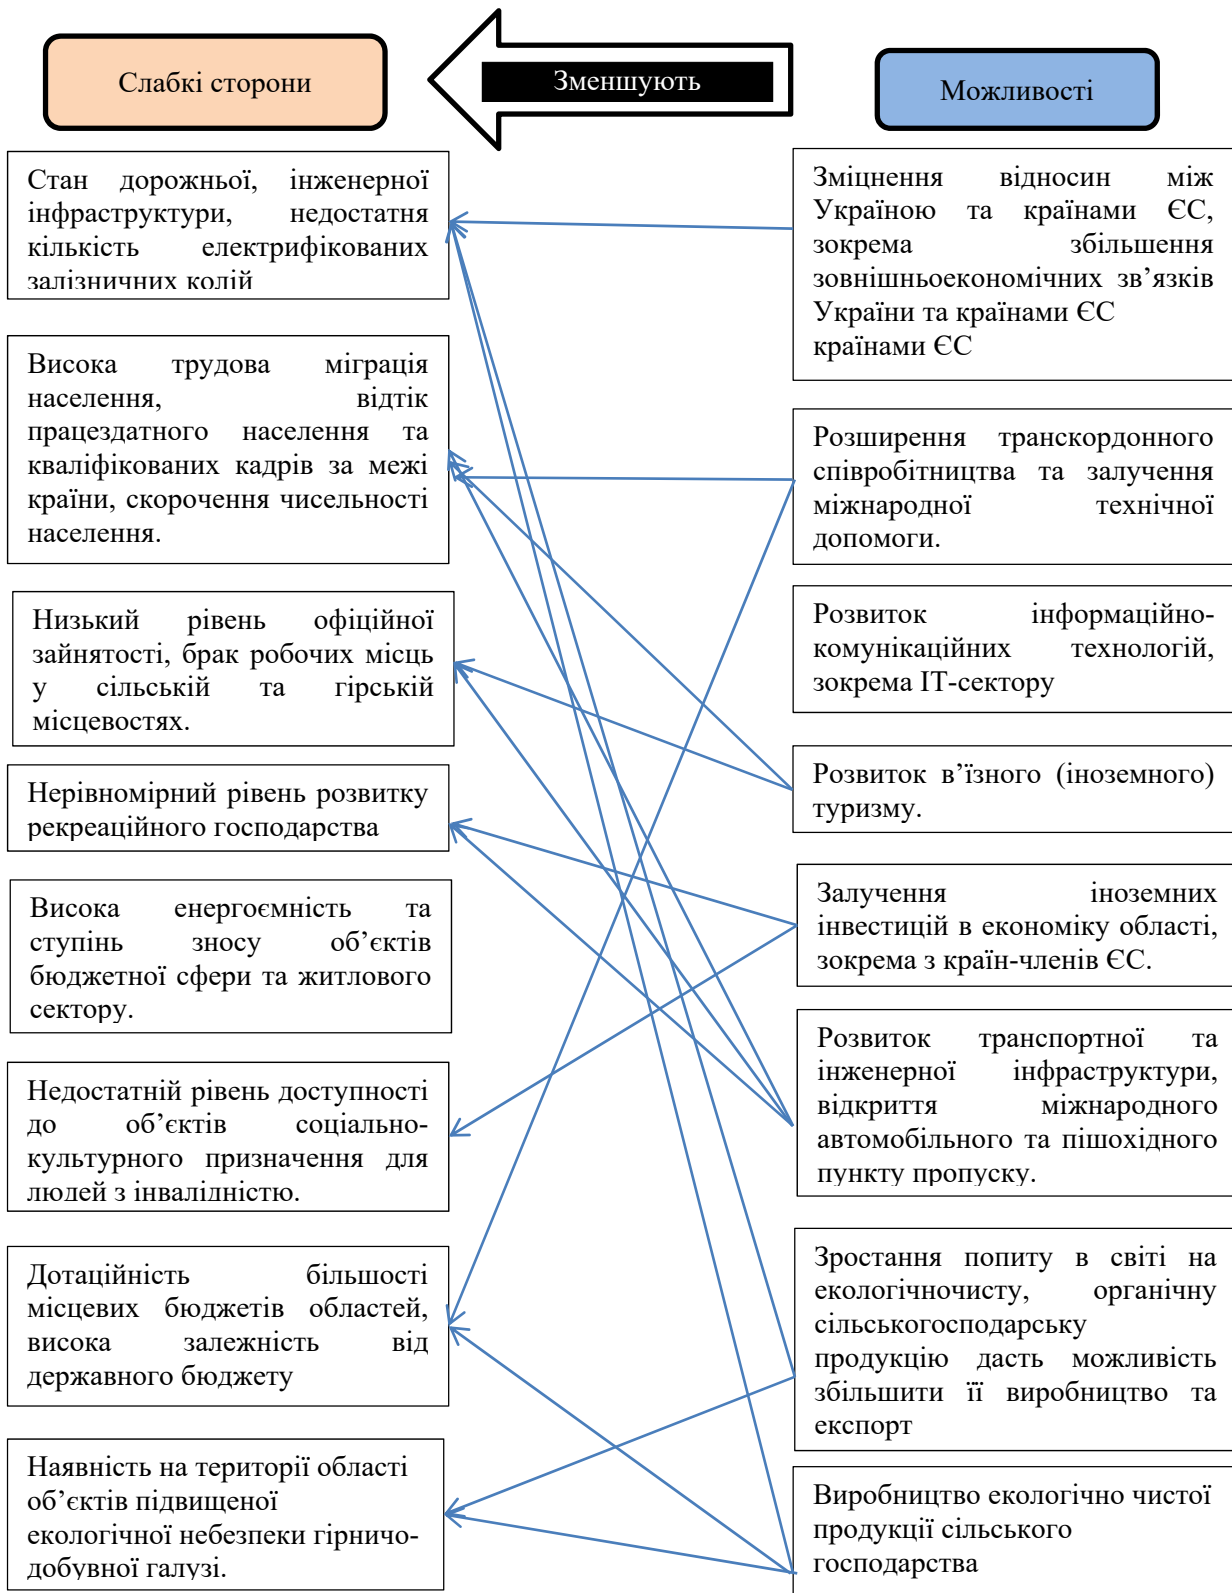 Слабкі сторони
Зменшують
Можливості
Стан дорожньої, інженерної
інфраструктури, недостатня
кількість електрифікованих
залізничних колій
Висока трудова міграція
населення, відтік
працездатного населення та
кваліфікованих кадрів за межі
країни, скорочення чисельності
населення.
Низький рівень офіційної
зайнятості, брак робочих місць
у сільській та гірській
місцевостях.
Нерівномірний рівень розвитку
рекреаційного господарства
Висока енергоємність та
ступінь зносу об’єктів
бюджетної сфери та житлового
сектору.
Недостатній рівень доступності
до об’єктів соціально-
культурного призначення для
людей з інвалідністю.
Дотаційність більшості
місцевих бюджетів областей,
висока залежність від
державного бюджету
Наявність на території області
об’єктів підвищеної
екологічної небезпеки гірничо-
добувної галузі.
Зміцнення відносин між
Україною та країнами ЄС,
зокрема збільшення
зовнішньоекономічних зв’язків
України та країнами ЄС
країнами ЄС
Розширення транскордонного
співробітництва та залучення
міжнародної технічної
допомоги.
Розвиток інформаційно-
комунікаційних технологій,
зокрема ІТ-сектору
Розвиток в’їзного (іноземного)
туризму.
Залучення іноземних
інвестицій в економіку області,
зокрема з країн-членів ЄС.
Розвиток транспортної та
інженерної інфраструктури,
відкриття міжнародного
автомобільного та пішохідного
пункту пропуску.
Зростання попиту в світі на
екологічночисту, органічну
сільськогосподарську
продукцію дасть можливість
збільшити її виробництво та
експорт
Виробництво екологічно чистої
продукції сільського
господарства